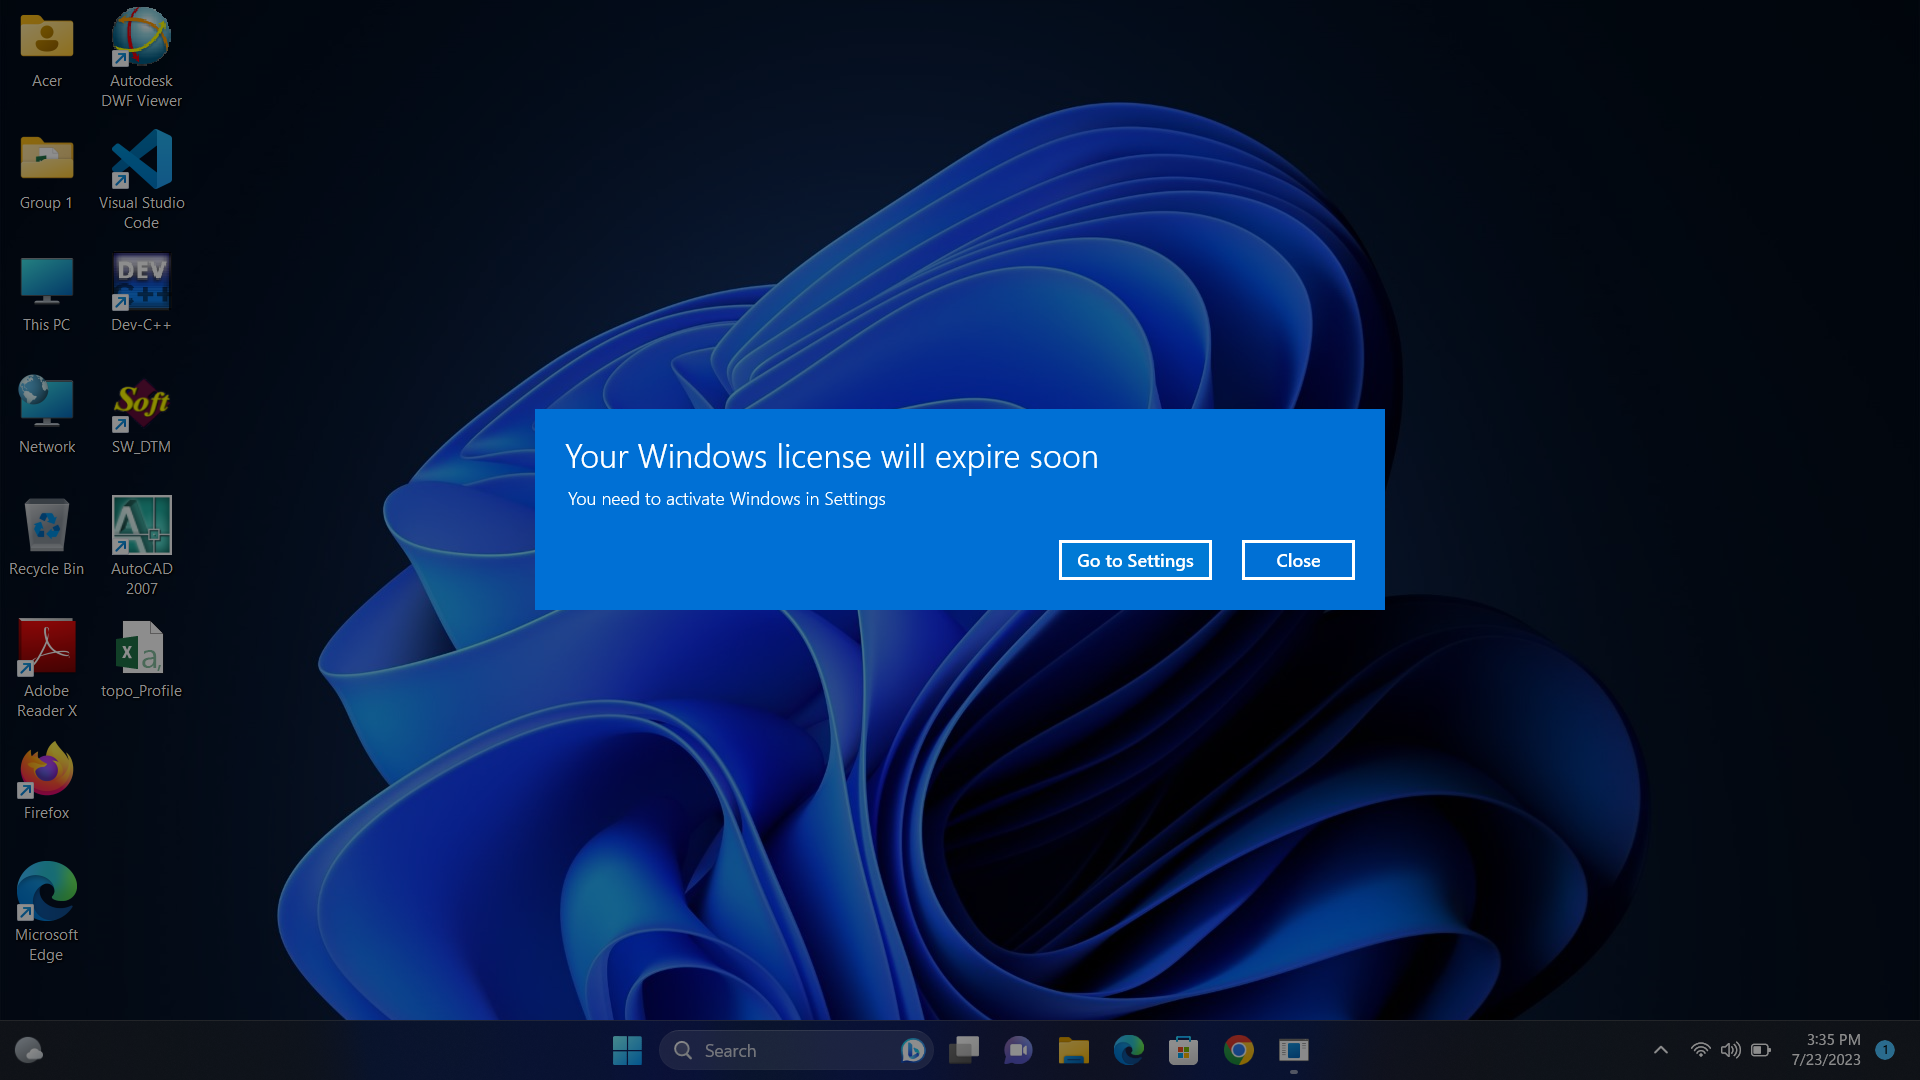 Acer
Autodesk
DWF Viewer
Group 1
Visual Studio
Code
This PC
DEV
C++
Dev-C++
Network
Soft
SW_DTM
Recycle Bin
AutoCAD
2007
Adobe
Reader X
X
a,
topo_Profile
Firefox
Microsoft
Edge
Your Windows license will expire soon
You need to activate Windows in Settings
Go to Settings
Close
Search
b
3:35 PM
7/23/2023
1